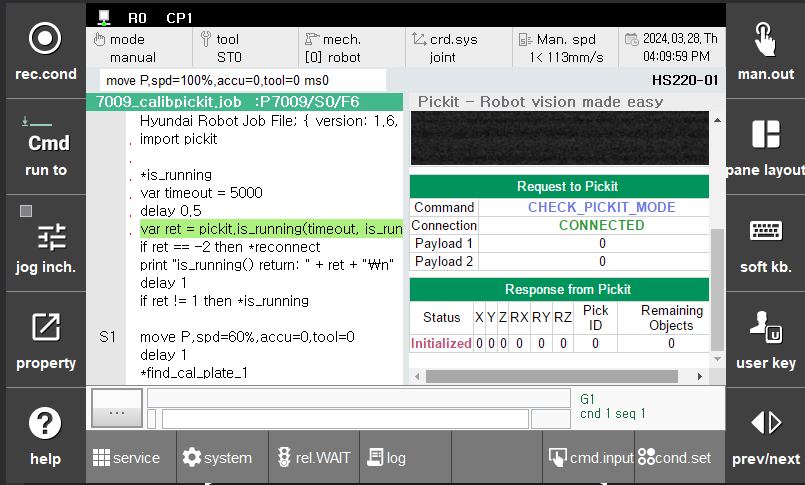 R0 CP1
rec.cond
mode
manual
tool
ST0
mech.
[0] robot
crd.sys
joint
Man. spd
1< 113mm/s
2024.03.28, Th
04:09:59 PM
man.out
move P,spd=100%,accu=0,tool=0 ms0
HS220-01
7009_calibpickit.job :P7009/S0/F6
Pickit - Robot vision made easy
Cmd
run to
Hyundai Robot Job File; { version: 1.6,
import pickit
*is_running
var timeout = 5000
delay 0.5
var ret = pickit.is_running(timeout, is_run
if ret == -2 then *reconnect
print "is_running() return: " + ret + "₩n"
delay 1
if ret != 1 then *is_running
S1 move P,spd=60%,accu=0,tool=0
delay 1
*find_cal_plate_1
Request to Pickit
Command CHECK_PICKIT_MODE
Connection CONNECTED
Payload 1 0
Payload 2 0
Response from Pickit
Status X Y Z RX RY RZ Pick ID Remaining Objects
Initialized 0 0 0 0 0 0 0 0
pane layout
jog inch.
soft kb.
property
user key
...
G1
cnd 1 seq 1
help
service
system
rel.WAIT
log
cmd.input
cond.set
prev/next